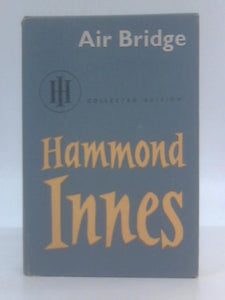 Air Bridge
HI
COLLECTED EDITION
Hammond
Innes